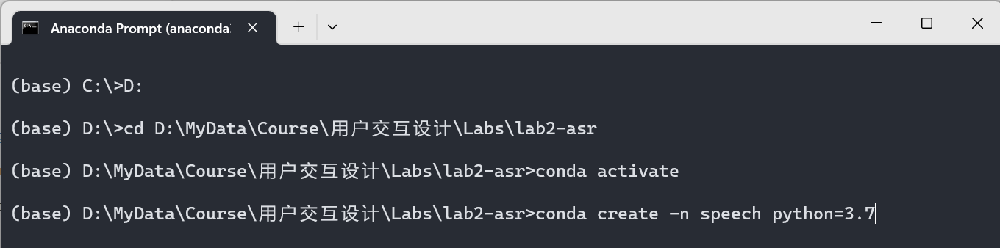 Anaconda Prompt (anaconda
(base) C:\>D:
(base) D:\>cd D:\MyData\Course\用户交互设计\Labs\lab2-asr
(base) D:\MyData\Course\用户交互设计\Labs\lab2-asr>conda activate
(base) D:\MyData\Course\用户交互设计\Labs\lab2-asr>conda create -n speech python=3.7